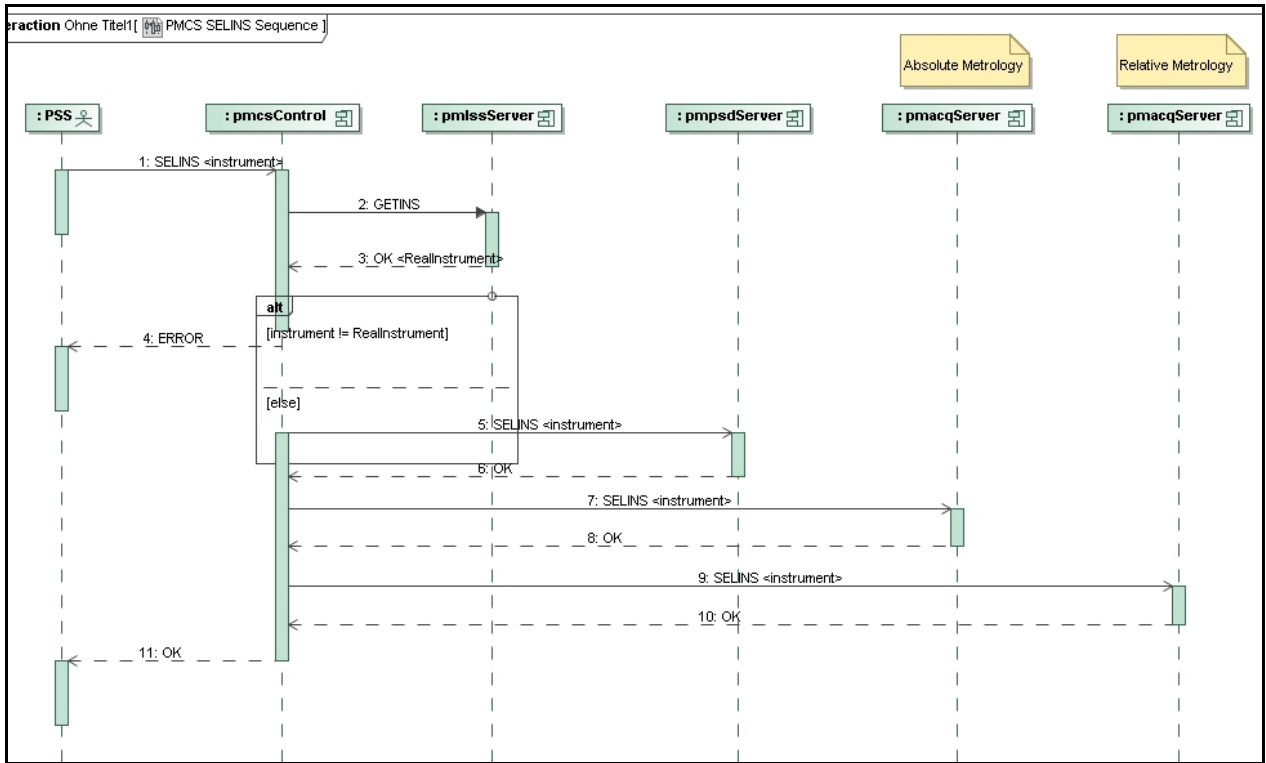 eraction Ohne Titel1[ PMCS SELINS Sequence ]
Absolute Metrology
Relative Metrology
: PSS
: pmcsControl
: pmlssServer
: pmpsdServer
: pmacqServer
: pmacqServer
1: SELINS <instrument>
2: GETINS
3: OK <RealInstrument>
alt
[instrument != RealInstrument]
4: ERROR
[else]
5: SELINS <instrument>
6: OK
7: SELINS <instrument>
8: OK
9: SELINS <instrument>
10: OK
11: OK